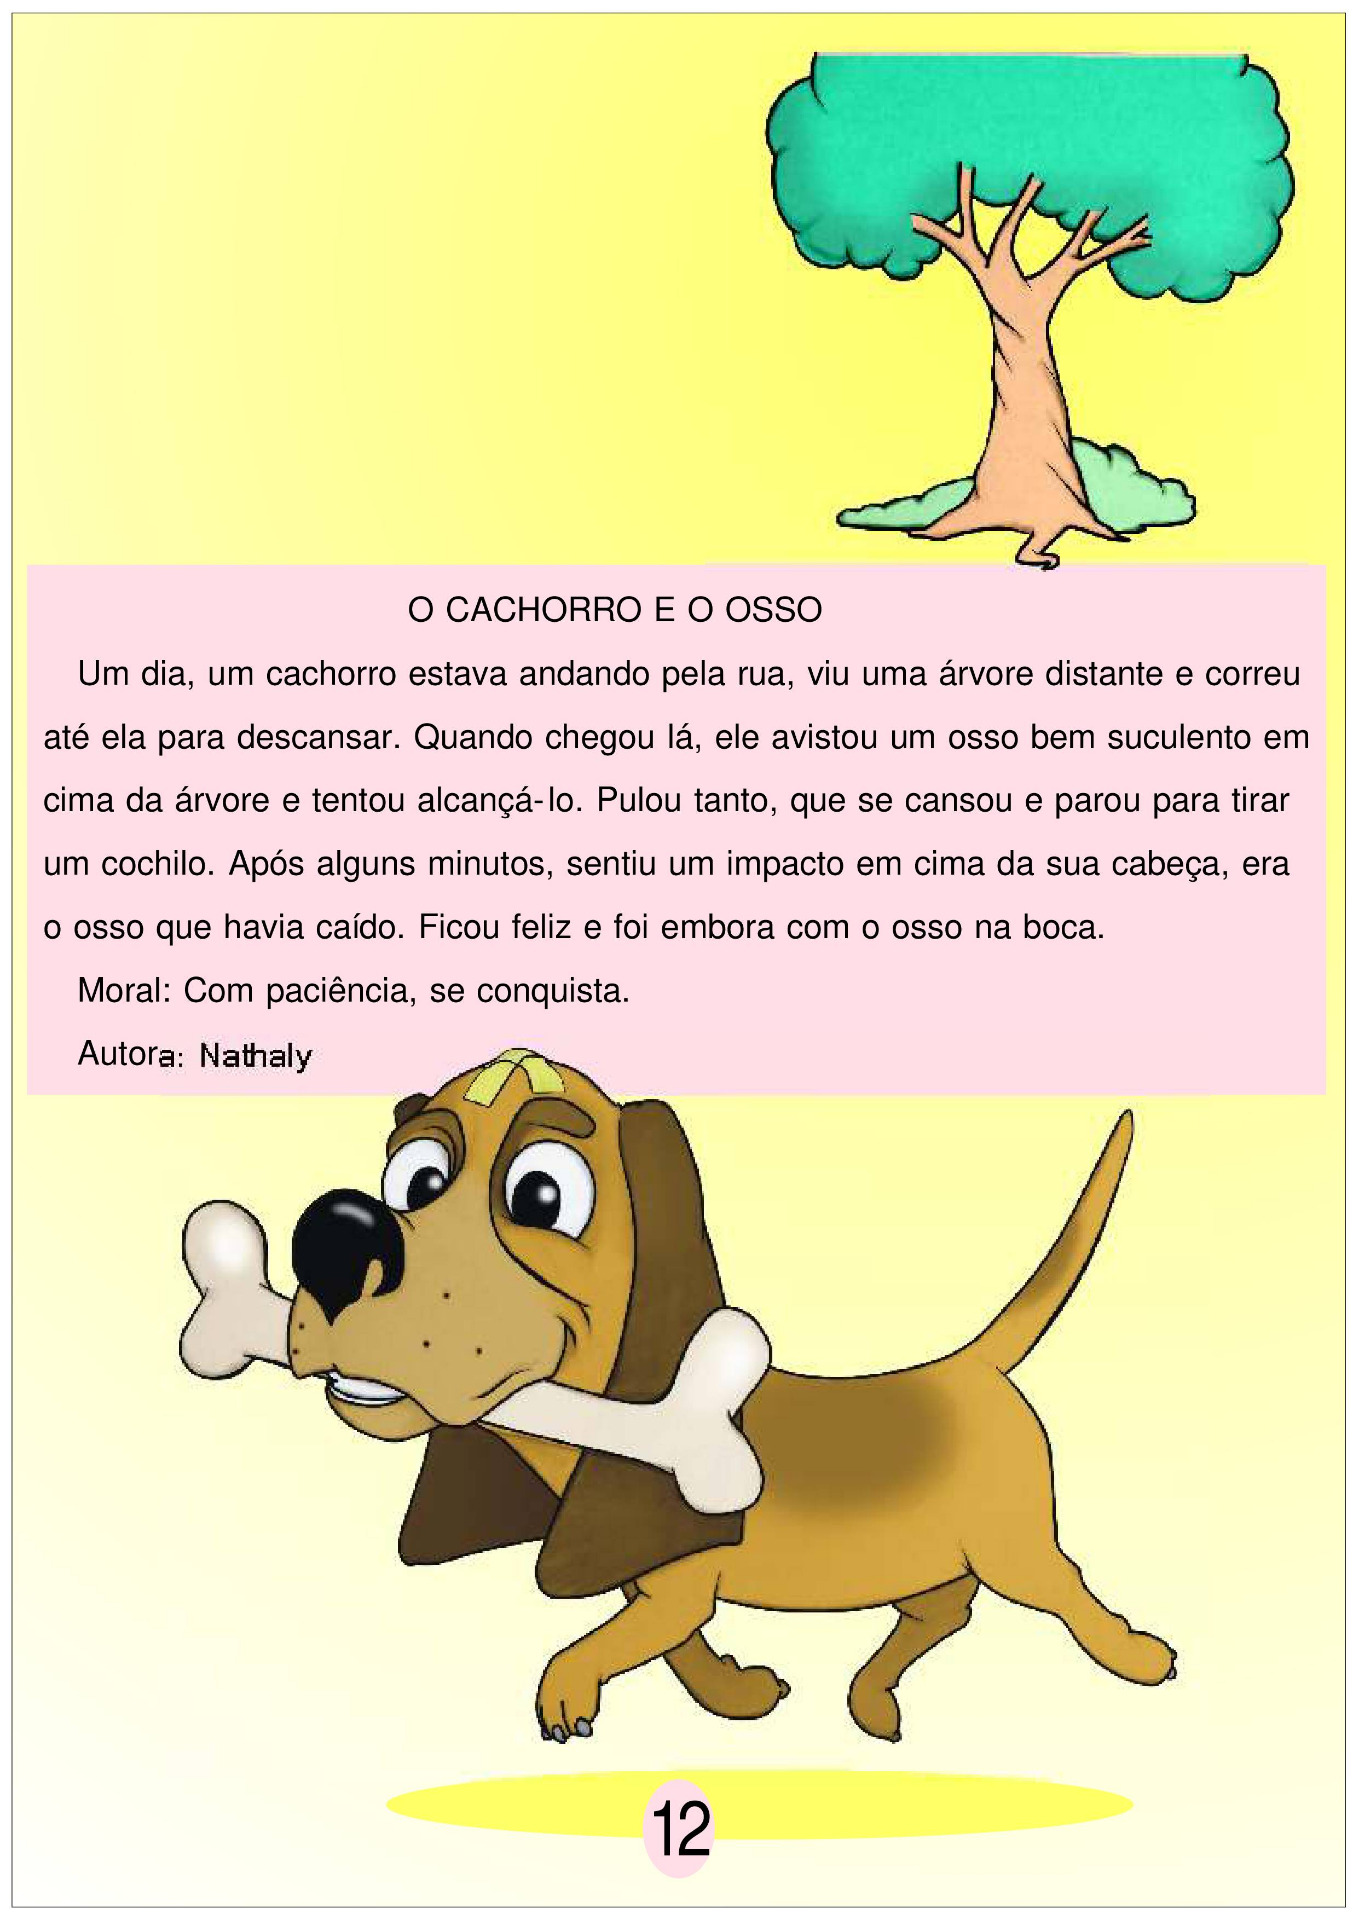 O CACHORRO E O OSSO
Um dia, um cachorro estava andando pela rua, viu uma árvore distante e correu
até ela para descansar. Quando chegou lá, ele avistou um osso bem suculento em
cima da árvore e tentou alcançá-lo. Pulou tanto, que se cansou e parou para tirar
um cochilo. Após alguns minutos, sentiu um impacto em cima da sua cabeça, era
o osso que havia caído. Ficou feliz e foi embora com o osso na boca.
Moral: Com paciência, se conquista.
Autora: Nathaly
12